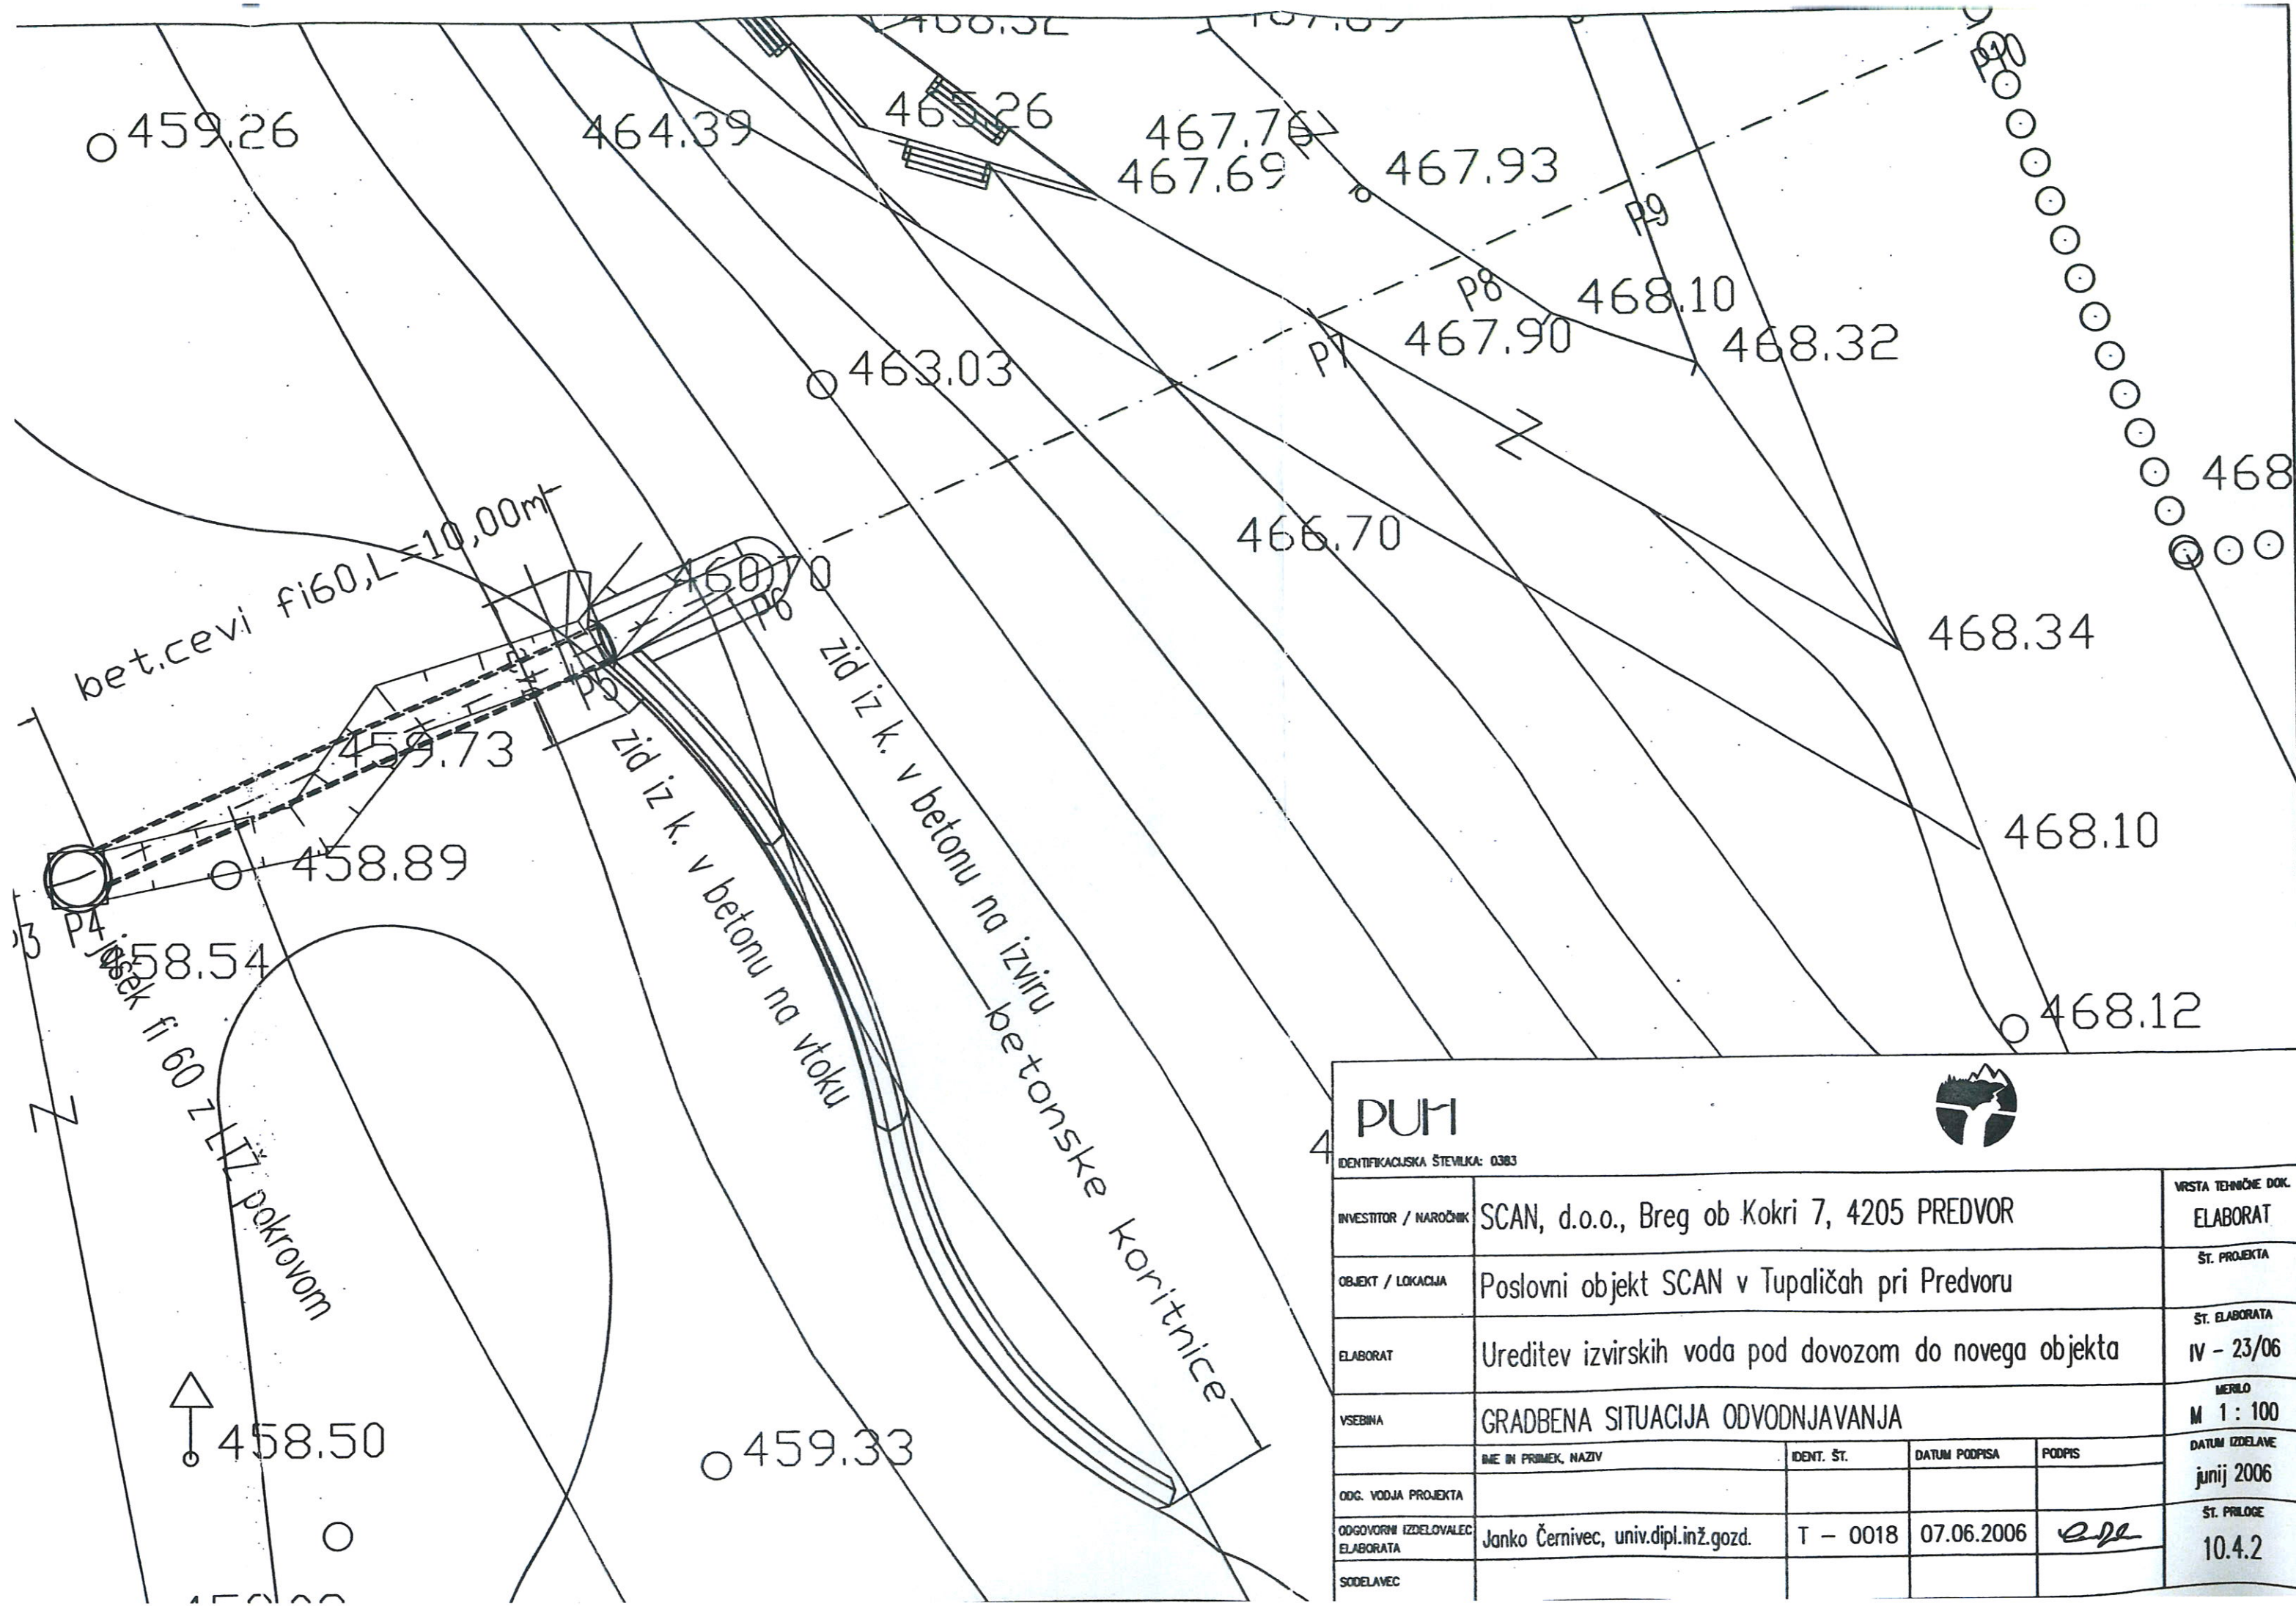 459.26
464.39
465.26
467.76
467.69
467.93
P10
P9
P8
468.10
467.90
P7
468.32
463.03
468
466.70
bet.cevi fi60,L=10,00m
P6
P5
468.34
459.73
zid iz k. v betonu na izviru
zid iz k. v betonu na vtoku
468.10
458.89
P4
458.54
468.12
jašek fi 60 z LTŽ pokrovom
betonske koritnice
458.50
459.33
PUH
IDENTIFIKACIJSKA ŠTEVILKA: 0383
INVESTITOR / NAROČNIK
SCAN, d.o.o., Breg ob Kokri 7, 4205 PREDVOR
VRSTA TEHNIČNE DOK.
ELABORAT
OBJEKT / LOKACIJA
Poslovni objekt SCAN v Tupaličah pri Predvoru
ŠT. PROJEKTA
ELABORAT
Ureditev izvirskih voda pod dovozom do novega objekta
ŠT. ELABORATA
IV - 23/06
VSEBINA
GRADBENA SITUACIJA ODVODNJAVANJA
MERILO
M 1 : 100
IME IN PRIIMEK, NAZIV
IDENT. ŠT.
DATUM PODPISA
PODPIS
DATUM IZDELAVE
junij 2006
ODG. VODJA PROJEKTA
ODGOVORNI IZDELOVALEC
ELABORATA
Janko Černivec, univ.dipl.inž.gozd.
T - 0018
07.06.2006
ŠT. PRILOGE
10.4.2
SODELAVEC